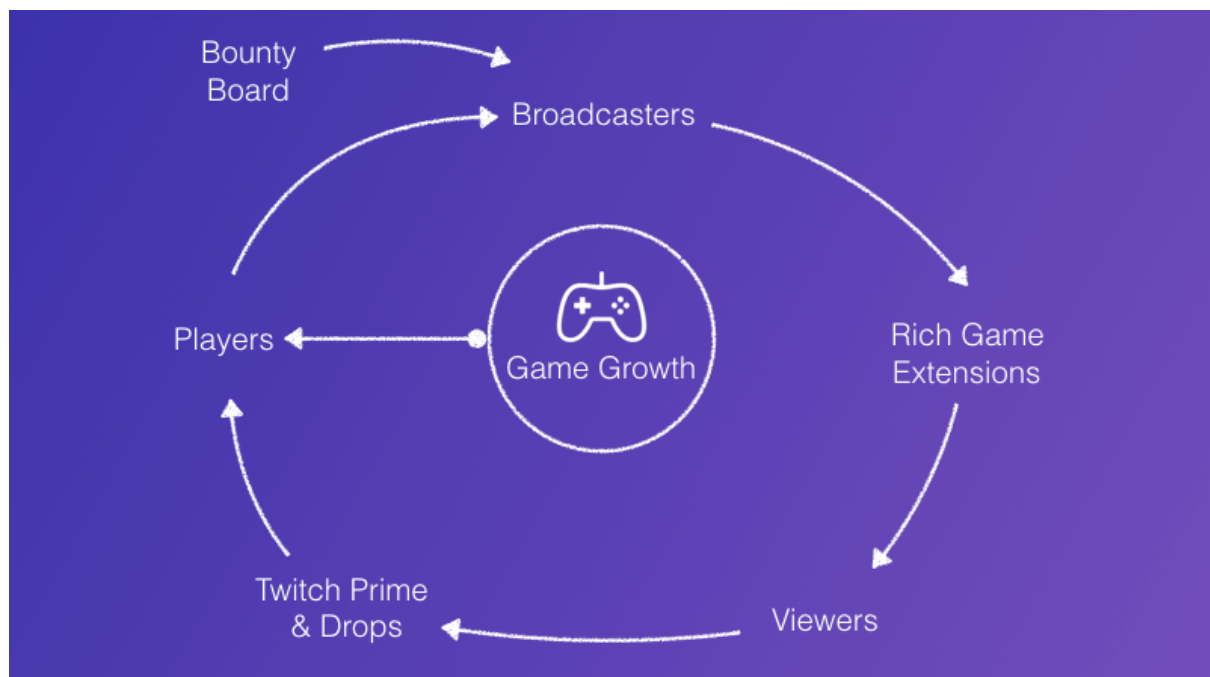 Bounty
Board
Broadcasters
Rich Game
Extensions
Players
Game Growth
Twitch Prime
& Drops
Viewers